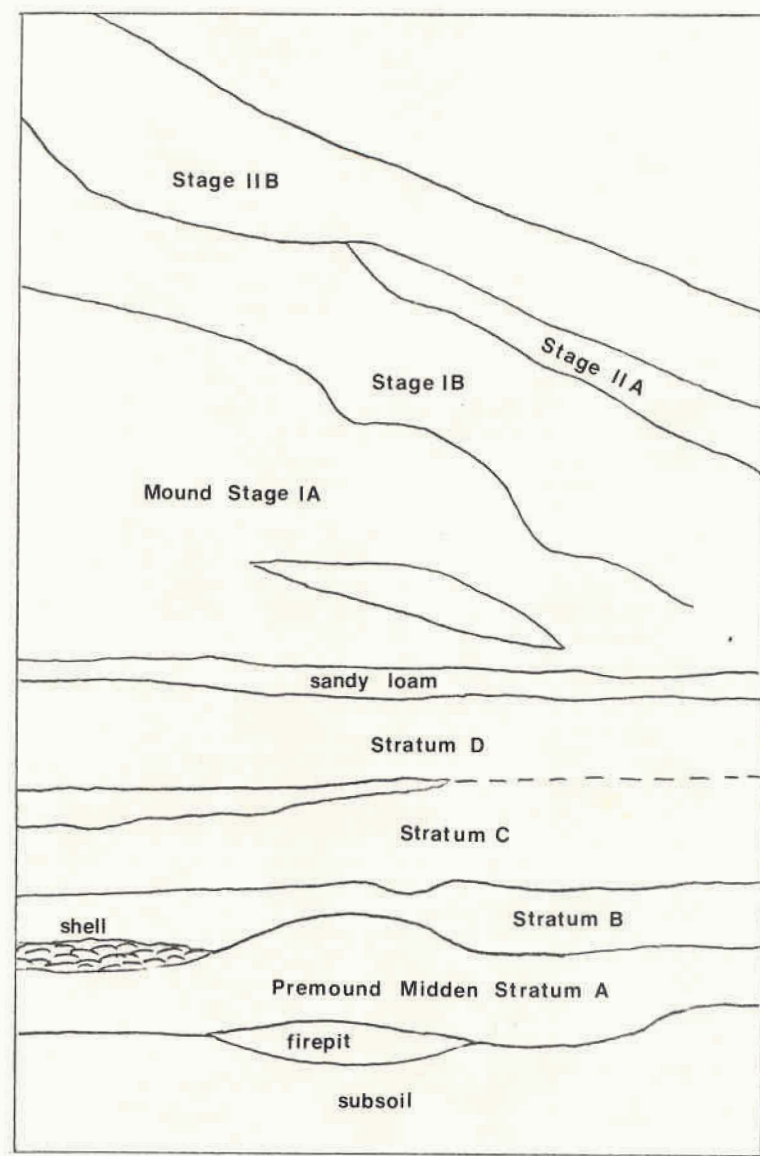 Stage IIB
Stage IIA
Stage IB
Mound Stage IA
sandy loam
Stratum D
Stratum C
shell
Stratum B
Premound Midden Stratum A
firepit
subsoil